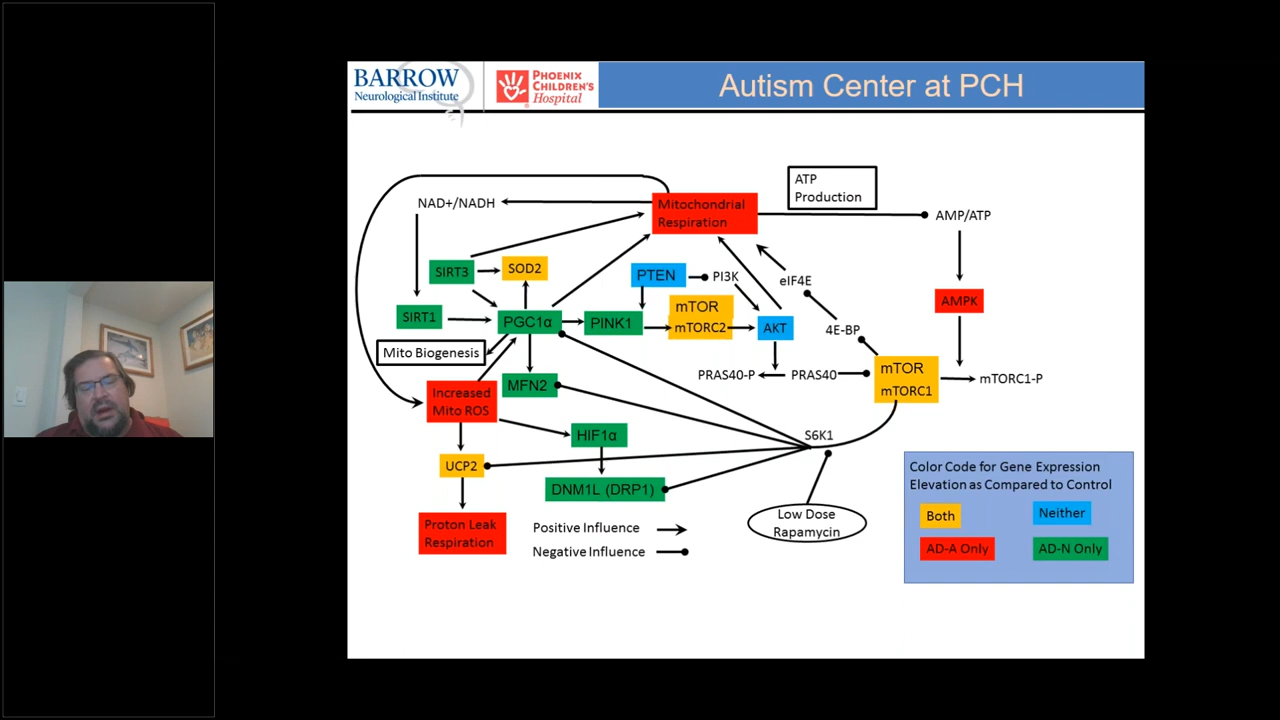 BARROW
Neurological Institute
PHOENIX
CHILDREN'S
Hospital
Autism Center at PCH
ATP
Production
NAD+/NADH
Mitochondrial
Respiration
AMP/ATP
SIRT3
SOD2
PTEN
PI3K
eIF4E
AMPK
SIRT1
PGC1α
PINK1
mTOR
mTORC2
AKT
4E-BP
Mito Biogenesis
MFN2
PRAS40-P
PRAS40
mTOR
mTORC1
mTORC1-P
Increased
Mito ROS
HIF1α
S6K1
UCP2
DNM1L (DRP1)
Low Dose
Rapamycin
Proton Leak
Respiration
Positive Influence
Negative Influence
Color Code for Gene Expression
Elevation as Compared to Control
Both
Neither
AD-A Only
AD-N Only